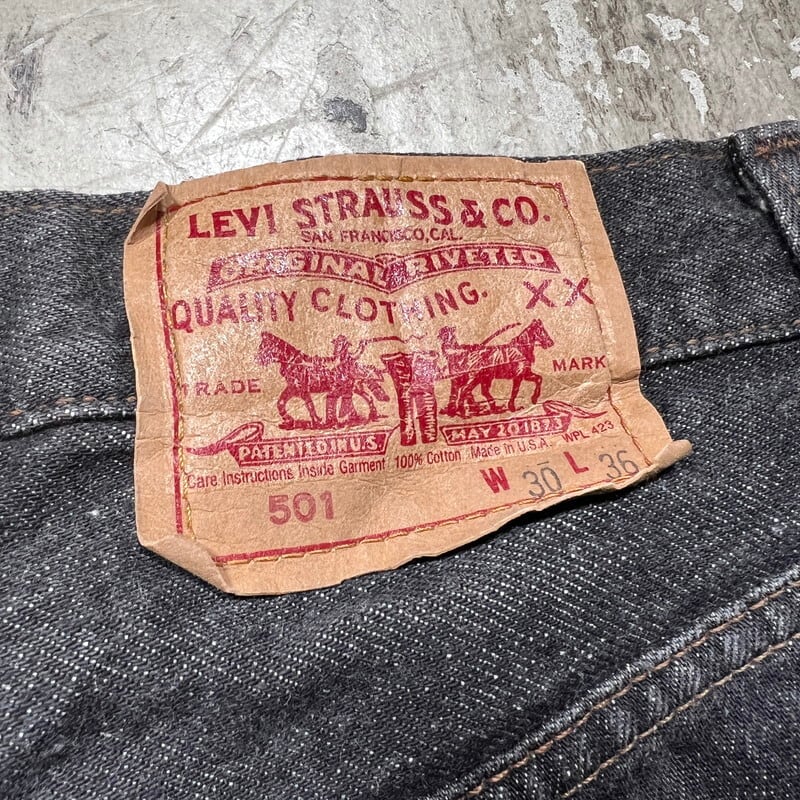 LEVI STRAUSS & CO.
SAN FRANCISCO, CAL.
ORIGINAL RIVETED
QUALITY CLOTHING. XX
TRADE MARK
PATENTED IN U.S. MAY 20 1873
WPL 423
Care Instructions Inside Garment 100% Cotton Made in U.S.A.
501 W 30 L 36